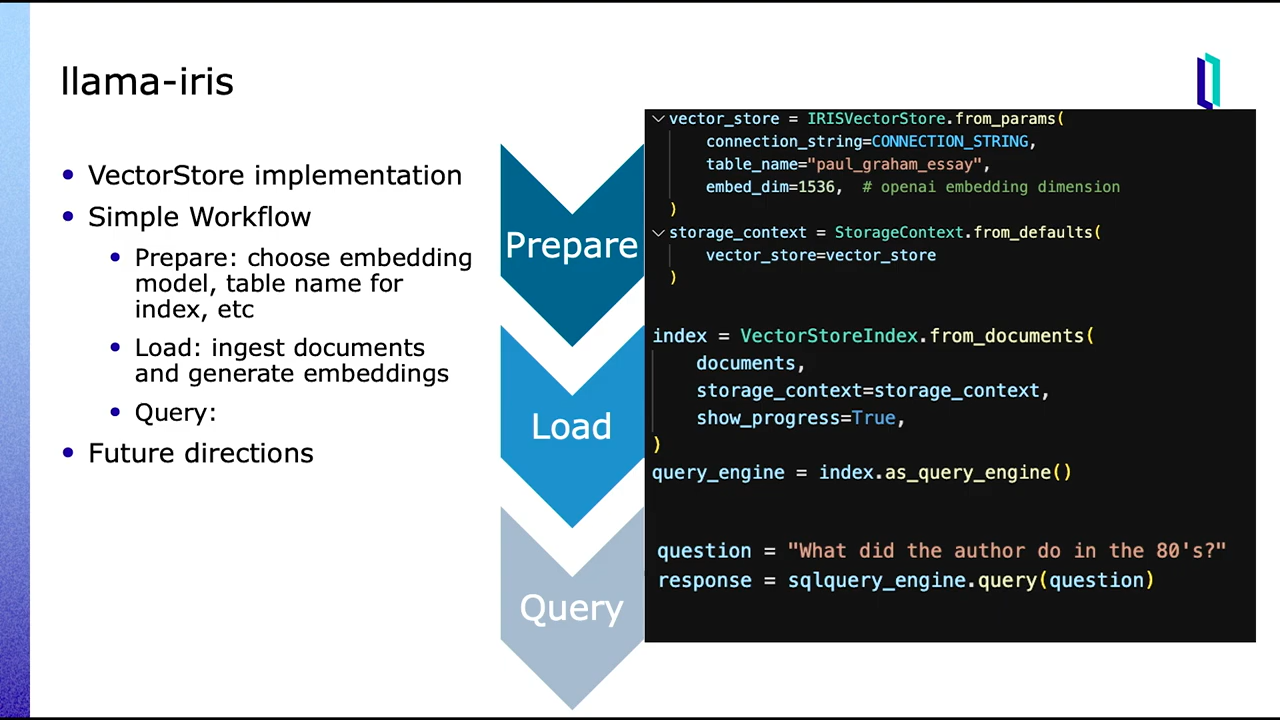 llama-iris
• VectorStore implementation
• Simple Workflow
• Prepare: choose embedding
model, table name for
index, etc
• Load: ingest documents
and generate embeddings
• Query:
• Future directions
Prepare
Load
Query
vector_store = IRISVectorStore.from_params(
connection_string=CONNECTION_STRING,
table_name="paul_graham_essay",
embed_dim=1536,  # openai embedding dimension
)
storage_context = StorageContext.from_defaults(
vector_store=vector_store
)
index = VectorStoreIndex.from_documents(
documents,
storage_context=storage_context,
show_progress=True,
)
query_engine = index.as_query_engine()
question = "What did the author do in the 80's?"
response = sqlquery_engine.query(question)